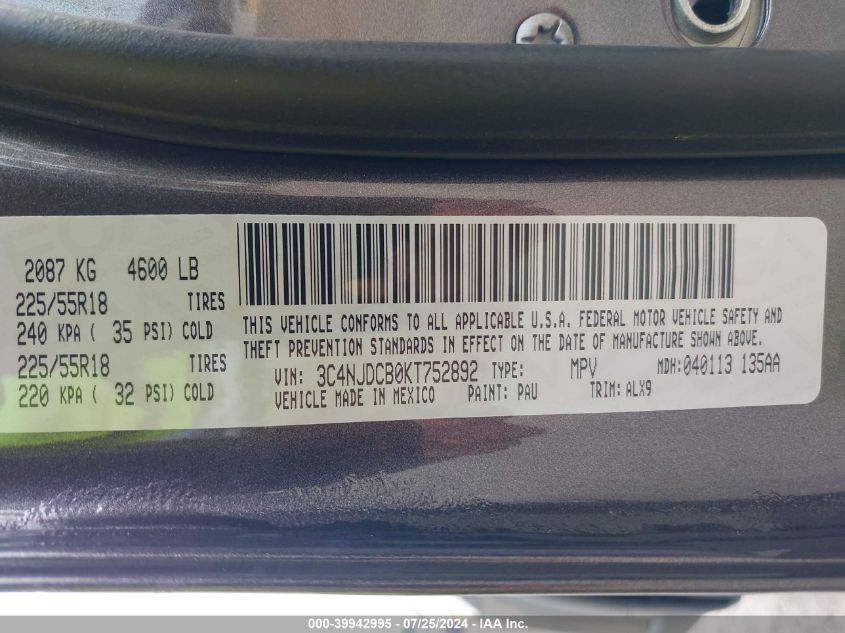 2087 KG 4600 LB
225/55R18 TIRES
240 KPA ( 35 PSI) COLD
225/55R18 TIRES
220 KPA ( 32 PSI) COLD
THIS VEHICLE CONFORMS TO ALL APPLICABLE U.S.A. FEDERAL MOTOR VEHICLE SAFETY AND
THEFT PREVENTION STANDARDS IN EFFECT ON THE DATE OF MANUFACTURE SHOWN ABOVE.
VIN: 3C4NJDCB0KT752892 TYPE: MPV MDH: 040113 135AA
VEHICLE MADE IN MEXICO PAINT: PAU TRIM: ALX9
000-39942995 - 07/25/2024 - IAA Inc.